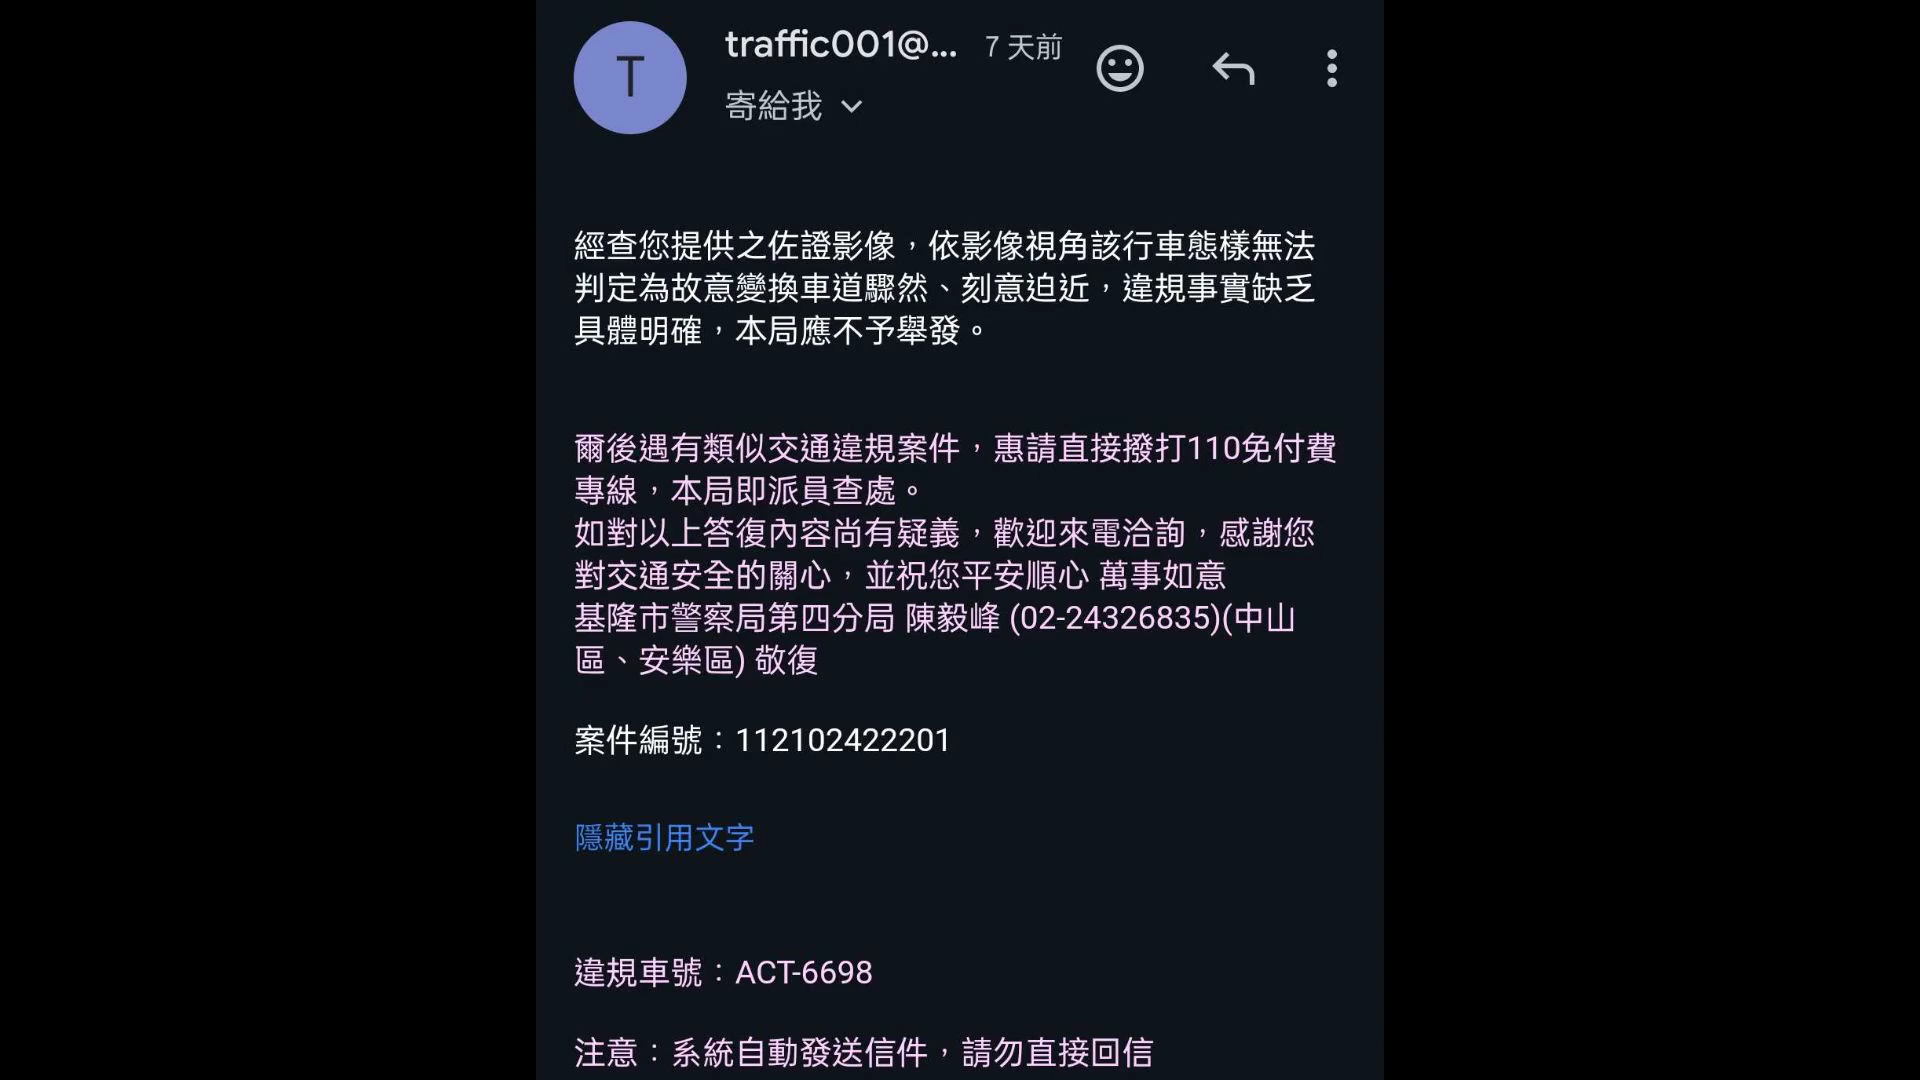 T
traffic001@... 7 天前
寄給我
經查您提供之佐證影像，依影像視角該行車態樣無法
判定為故意變換車道驟然、刻意迫近，違規事實缺乏
具體明確，本局應不予舉發。
爾後遇有類似交通違規案件，惠請直接撥打110免付費
專線，本局即派員查處。
如對以上答復內容尚有疑義，歡迎來電洽詢，感謝您
對交通安全的關心，並祝您平安順心 萬事如意
基隆市警察局第四分局 陳毅峰 (02-24326835)(中山
區、安樂區) 敬復
案件編號：112102422201
隱藏引用文字
違規車號：ACT-6698
注意：系統自動發送信件，請勿直接回信